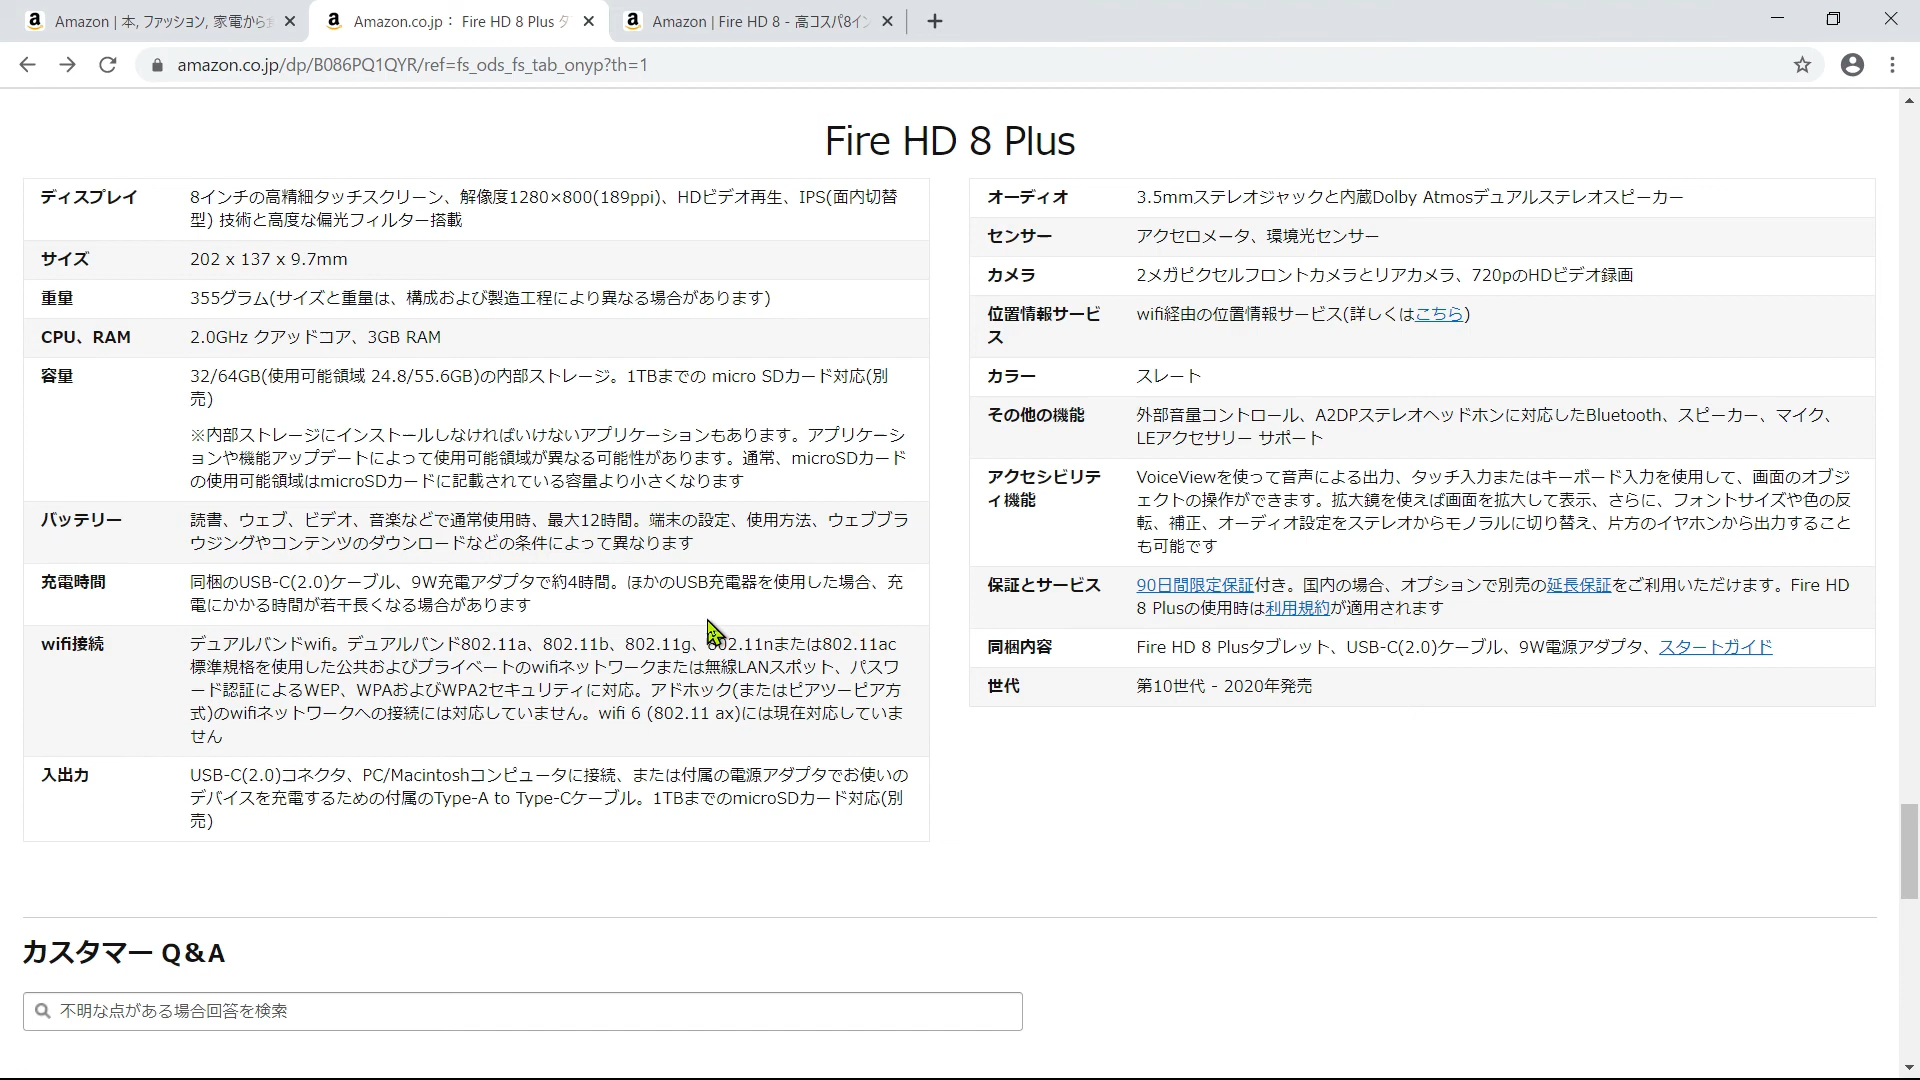 Amazon | 本, ファッション, 家電から
Amazon.co.jp： Fire HD 8 Plus タ
Amazon | Fire HD 8 - 高コスパ8イン
amazon.co.jp/dp/B086PQ1QYR/ref=fs_ods_fs_tab_onyp?th=1
Fire HD 8 Plus
ディスプレイ 8インチの高精細タッチスクリーン、解像度1280×800(189ppi)、HDビデオ再生、IPS(面内切替
型) 技術と高度な偏光フィルター搭載
サイズ 202 x 137 x 9.7mm
重量 355グラム(サイズと重量は、構成および製造工程により異なる場合があります)
CPU、RAM 2.0GHz クアッドコア、3GB RAM
容量 32/64GB(使用可能領域 24.8/55.6GB)の内部ストレージ。1TBまでの micro SDカード対応(別
売)
※内部ストレージにインストールしなければいけないアプリケーションもあります。アプリケーシ
ョンや機能アップデートによって使用可能領域が異なる可能性があります。通常、microSDカード
の使用可能領域はmicroSDカードに記載されている容量より小さくなります
バッテリー 読書、ウェブ、ビデオ、音楽などで通常使用時、最大12時間。端末の設定、使用方法、ウェブブラ
ウジングやコンテンツのダウンロードなどの条件によって異なります
充電時間 同梱のUSB-C(2.0)ケーブル、9W充電アダプタで約4時間。ほかのUSB充電器を使用した場合、充
電にかかる時間が若干長くなる場合があります
wifi接続 デュアルバンドwifi。デュアルバンド802.11a、802.11b、802.11g、802.11nまたは802.11ac
標準規格を使用した公共およびプライベートのwifiネットワークまたは無線LANスポット、パスワ
ード認証によるWEP、WPAおよびWPA2セキュリティに対応。アドホック(またはピアツーピア方
式)のwifiネットワークへの接続には対応していません。wifi 6 (802.11 ax)には現在対応していま
せん
入出力 USB-C(2.0)コネクタ、PC/Macintoshコンピュータに接続、または付属の電源アダプタでお使いの
デバイスを充電するための付属のType-A to Type-Cケーブル。1TBまでのmicroSDカード対応(別
売)
オーディオ 3.5mmステレオジャックと内蔵Dolby Atmosデュアルステレオスピーカー
センサー アクセロメータ、環境光センサー
カメラ 2メガピクセルフロントカメラとリアカメラ、720pのHDビデオ録画
位置情報サービ wifi経由の位置情報サービス(詳しくはこちら)
ス
カラー スレート
その他の機能 外部音量コントロール、A2DPステレオヘッドホンに対応したBluetooth、スピーカー、マイク、
LEアクセサリー サポート
アクセシビリテ VoiceViewを使って音声による出力、タッチ入力またはキーボード入力を使用して、画面のオブジ
ィ機能 ェクトの操作ができます。拡大鏡を使えば画面を拡大して表示、さらに、フォントサイズや色の反
転、補正、オーディオ設定をステレオからモノラルに切り替え、片方のイヤホンから出力すること
も可能です
保証とサービス 90日間限定保証付き。国内の場合、オプションで別売の延長保証をご利用いただけます。Fire HD
8 Plusの使用時は利用規約が適用されます
同梱内容 Fire HD 8 Plusタブレット、USB-C(2.0)ケーブル、9W電源アダプタ、スタートガイド
世代 第10世代 - 2020年発売
カスタマー Q＆A
不明な点がある場合回答を検索